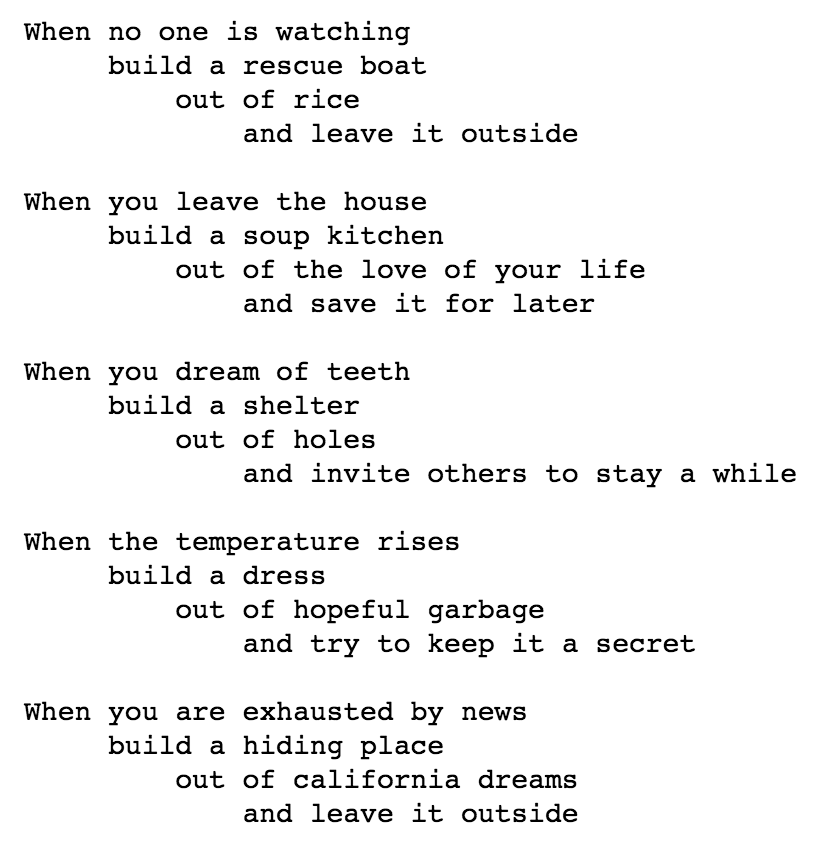 When no one is watching
build a rescue boat
out of rice
and leave it outside
When you leave the house
build a soup kitchen
out of the love of your life
and save it for later
When you dream of teeth
build a shelter
out of holes
and invite others to stay a while
When the temperature rises
build a dress
out of hopeful garbage
and try to keep it a secret
When you are exhausted by news
build a hiding place
out of california dreams
and leave it outside